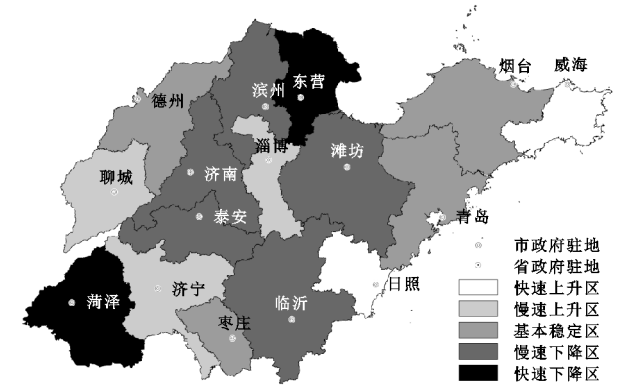 烟台
威海
东营
滨州
德州
淄博
潍坊
聊城
济南
泰安
青岛
市政府驻地
省政府驻地
日照
快速上升区
济宁
菏泽
临沂
慢速上升区
枣庄
基本稳定区
慢速下降区
快速下降区